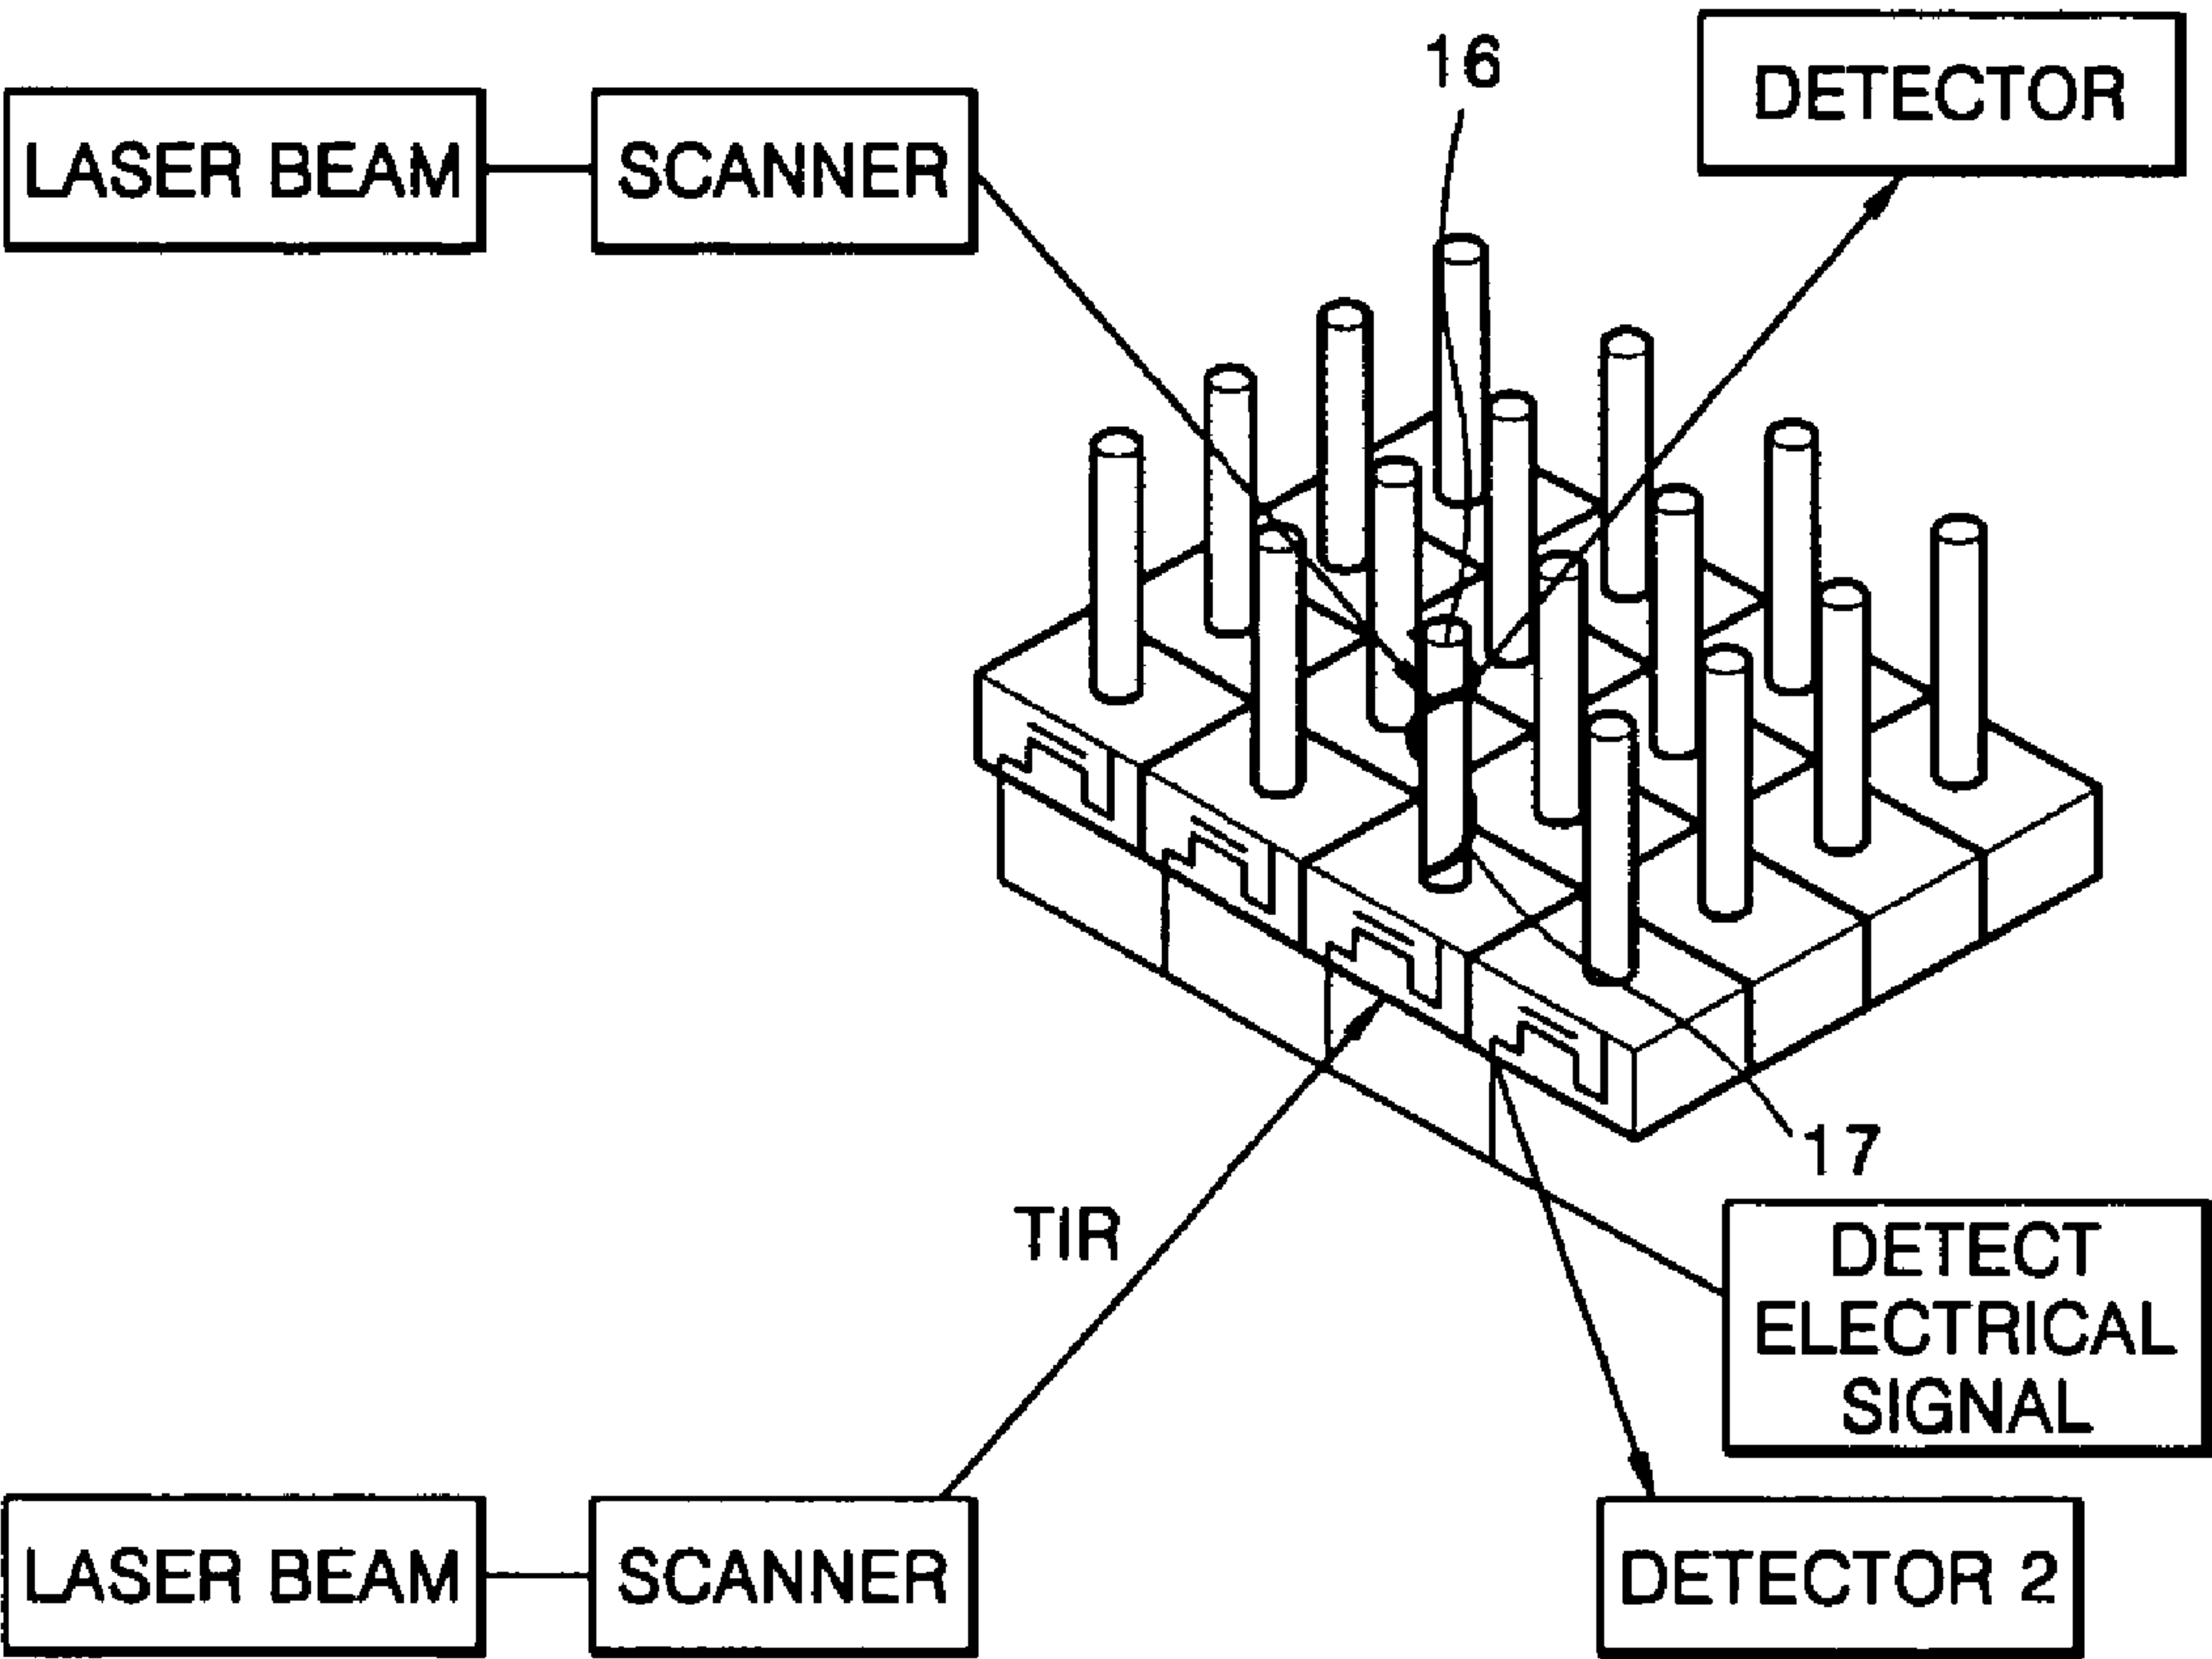 16
DETECTOR
LASER BEAM
SCANNER
17
TIR
DETECT
ELECTRICAL
SIGNAL
LASER BEAM
SCANNER
DETECTOR 2